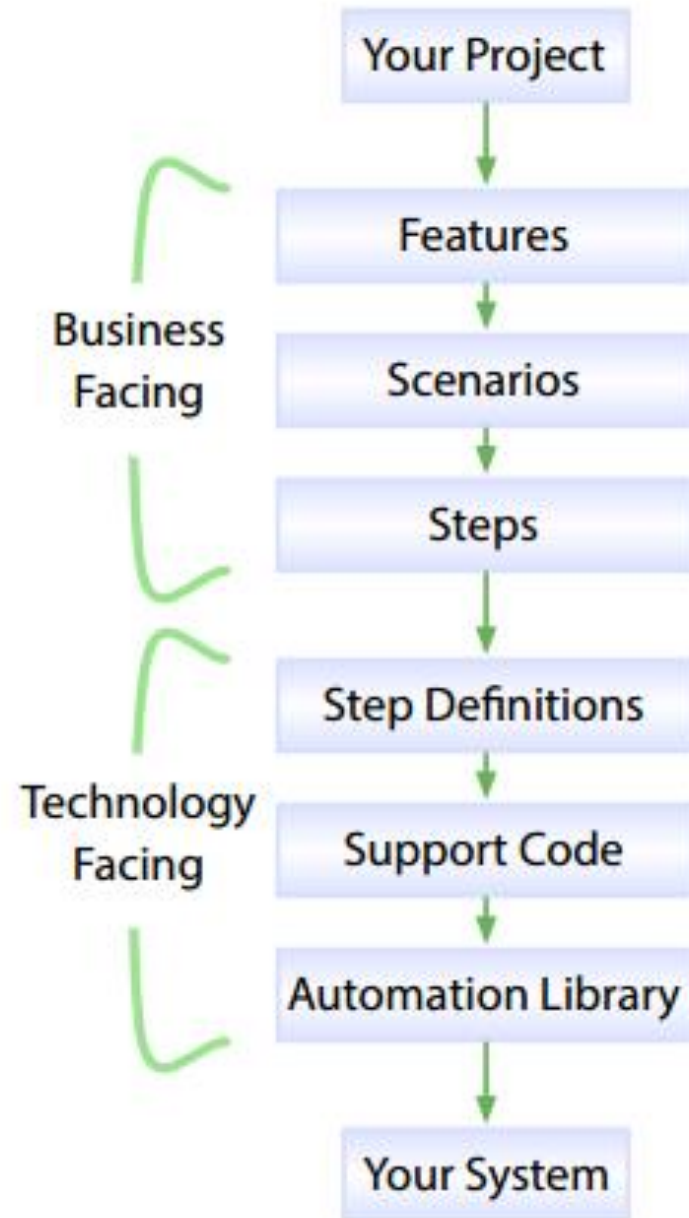 Your Project
Features
Business
Facing
Scenarios
Steps
Step Definitions
Technology
Facing
Support Code
Automation Library
Your System